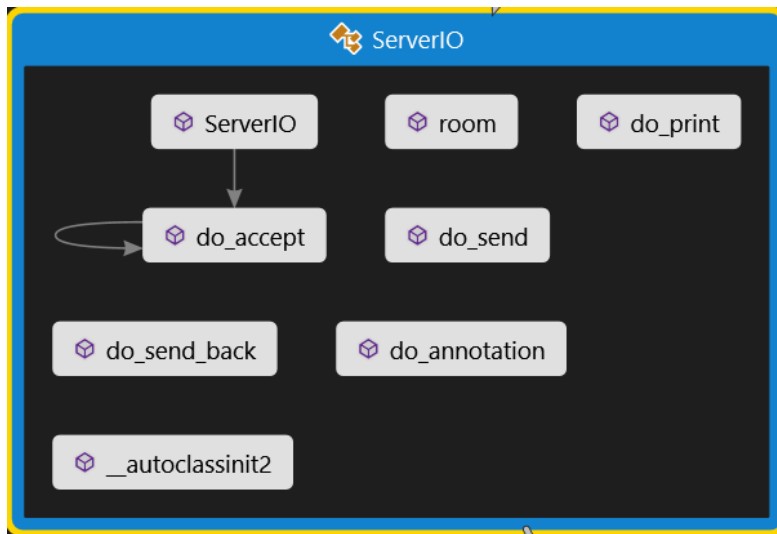 ServerIO
ServerIO
room
do_print
do_accept
do_send
do_send_back
do_annotation
__autoclassinit2